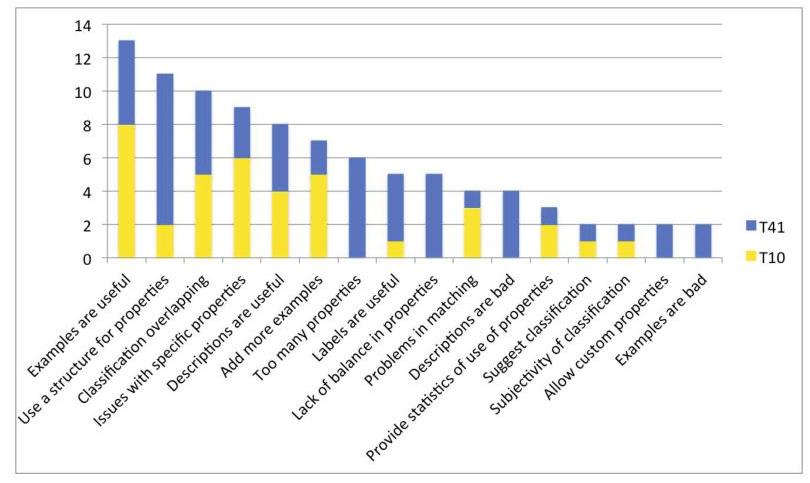 14
12
10
8
6
4
2
0
Examples are useful
Use a structure for properties
Classification overlapping
Issues with specific properties
Descriptions are useful
Add more examples
Too many properties
Labels are useful
Lack of balance in properties
Problems in matching
Descriptions are bad
Provide statistics of use of properties
Suggest classification
Subjectivity of classification
Allow custom properties
Examples are bad
T41
T10